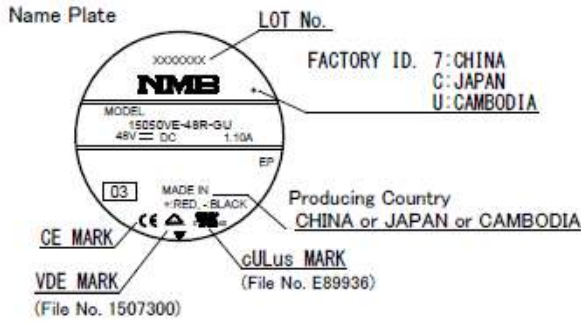 Name Plate
LOT No.
XXXXXXX
FACTORY ID. 7:CHINA
C:JAPAN
U:CAMBODIA
NMB
*
MODEL
15050VE-48R-GU
48V DC 1.10A
EP
03
MADE IN
+:RED, -:BLACK
Producing Country
CHINA or JAPAN or CAMBODIA
CE
CE MARK
cULus MARK
(File No. E89936)
VDE MARK
(File No. 1507300)